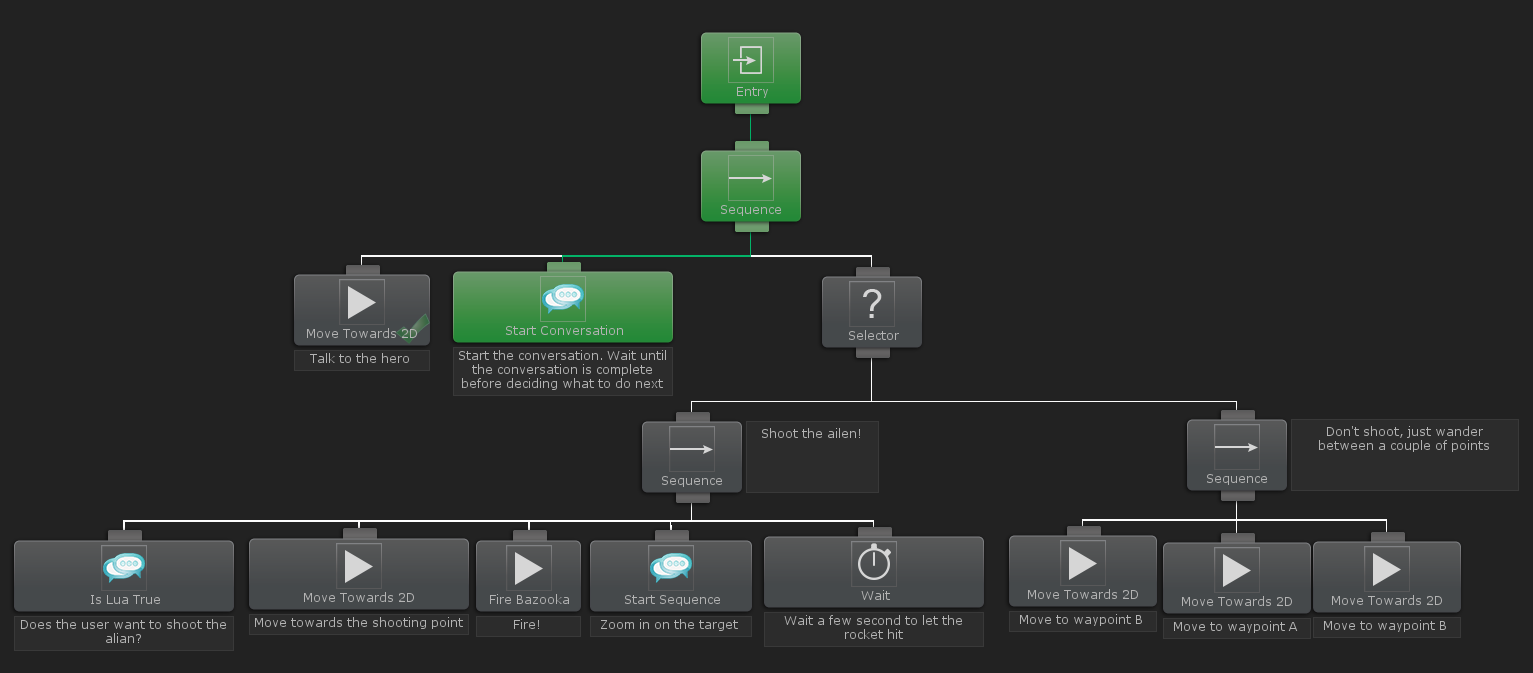 Entry
Sequence
Move Towards 2D
Talk to the hero
Start Conversation
Start the conversation. Wait until
the conversation is complete
before deciding what to do next
?
Selector
Sequence
Shoot the ailen!
Sequence
Don't shoot, just wander
between a couple of points
Is Lua True
Does the user want to shoot the
alian?
Move Towards 2D
Move towards the shooting point
Fire Bazooka
Fire!
Start Sequence
Zoom in on the target
Wait
Wait a few second to let the
rocket hit
Move Towards 2D
Move to waypoint B
Move Towards 2D
Move to waypoint A
Move Towards 2D
Move to waypoint B